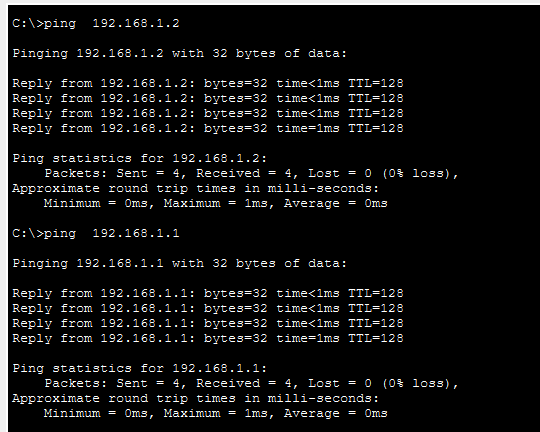 C:\>ping  192.168.1.2
Pinging 192.168.1.2 with 32 bytes of data:
Reply from 192.168.1.2: bytes=32 time<1ms TTL=128
Reply from 192.168.1.2: bytes=32 time<1ms TTL=128
Reply from 192.168.1.2: bytes=32 time<1ms TTL=128
Reply from 192.168.1.2: bytes=32 time=1ms TTL=128
Ping statistics for 192.168.1.2:
    Packets: Sent = 4, Received = 4, Lost = 0 (0% loss),
Approximate round trip times in milli-seconds:
    Minimum = 0ms, Maximum = 1ms, Average = 0ms
C:\>ping  192.168.1.1
Pinging 192.168.1.1 with 32 bytes of data:
Reply from 192.168.1.1: bytes=32 time<1ms TTL=128
Reply from 192.168.1.1: bytes=32 time<1ms TTL=128
Reply from 192.168.1.1: bytes=32 time<1ms TTL=128
Reply from 192.168.1.1: bytes=32 time=1ms TTL=128
Ping statistics for 192.168.1.1:
    Packets: Sent = 4, Received = 4, Lost = 0 (0% loss),
Approximate round trip times in milli-seconds:
    Minimum = 0ms, Maximum = 1ms, Average = 0ms